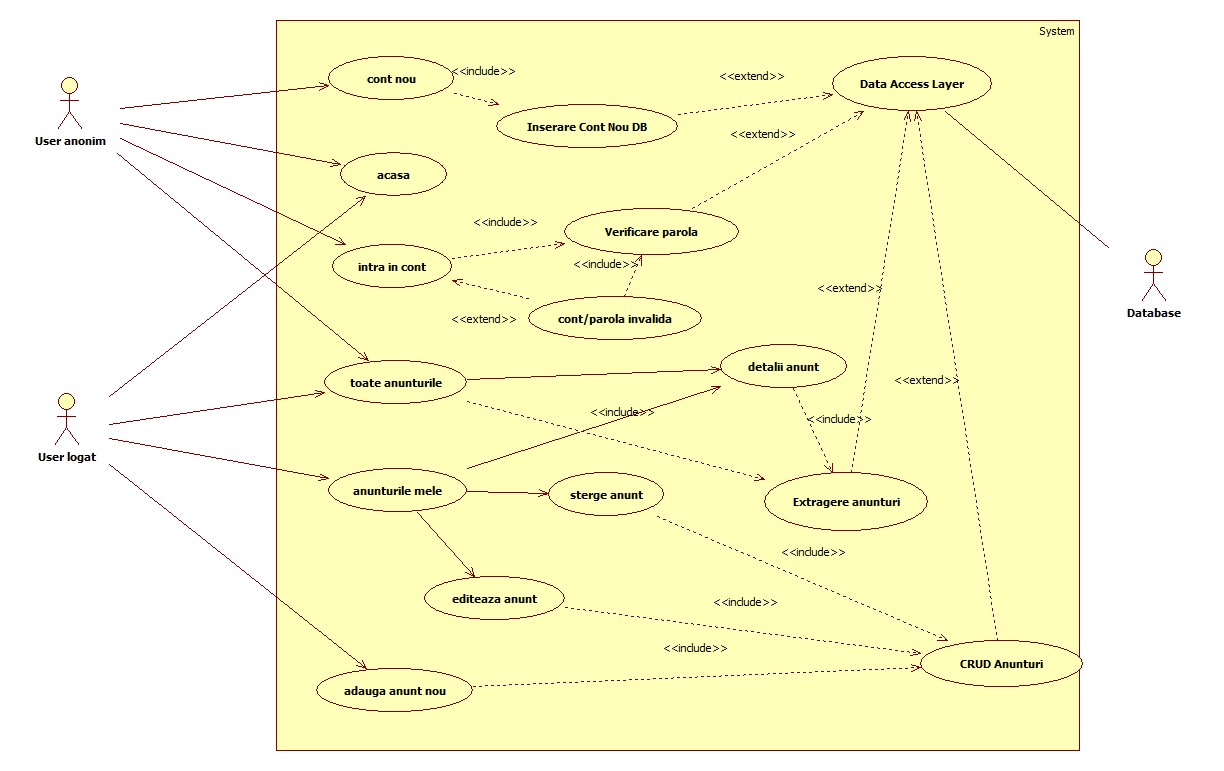 System
cont nou
<<include>>
<<extend>>
Data Access Layer
Inserare Cont Nou DB
User anonim
<<extend>>
acasa
<<include>>
Verificare parola
intra in cont
<<include>>
<<extend>>
cont/parola invalida
<<extend>>
Database
detalii anunt
toate anunturile
<<extend>>
<<include>>
<<include>>
User logat
anunturile mele
sterge anunt
Extragere anunturi
<<include>>
editeaza anunt
<<include>>
<<include>>
CRUD Anunturi
adauga anunt nou